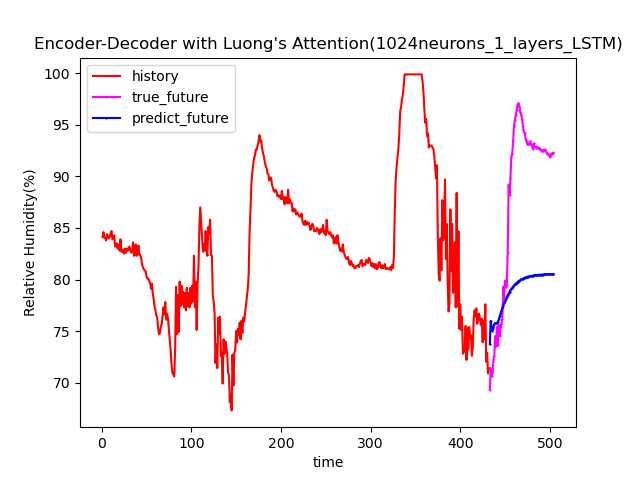 Encoder-Decoder with Luong's Attention(1024neurons_1_layers_LSTM)
history
true_future
predict_future
Relative Humidity(%)
100
95
90
85
80
75
70
0 100 200 300 400 500
time